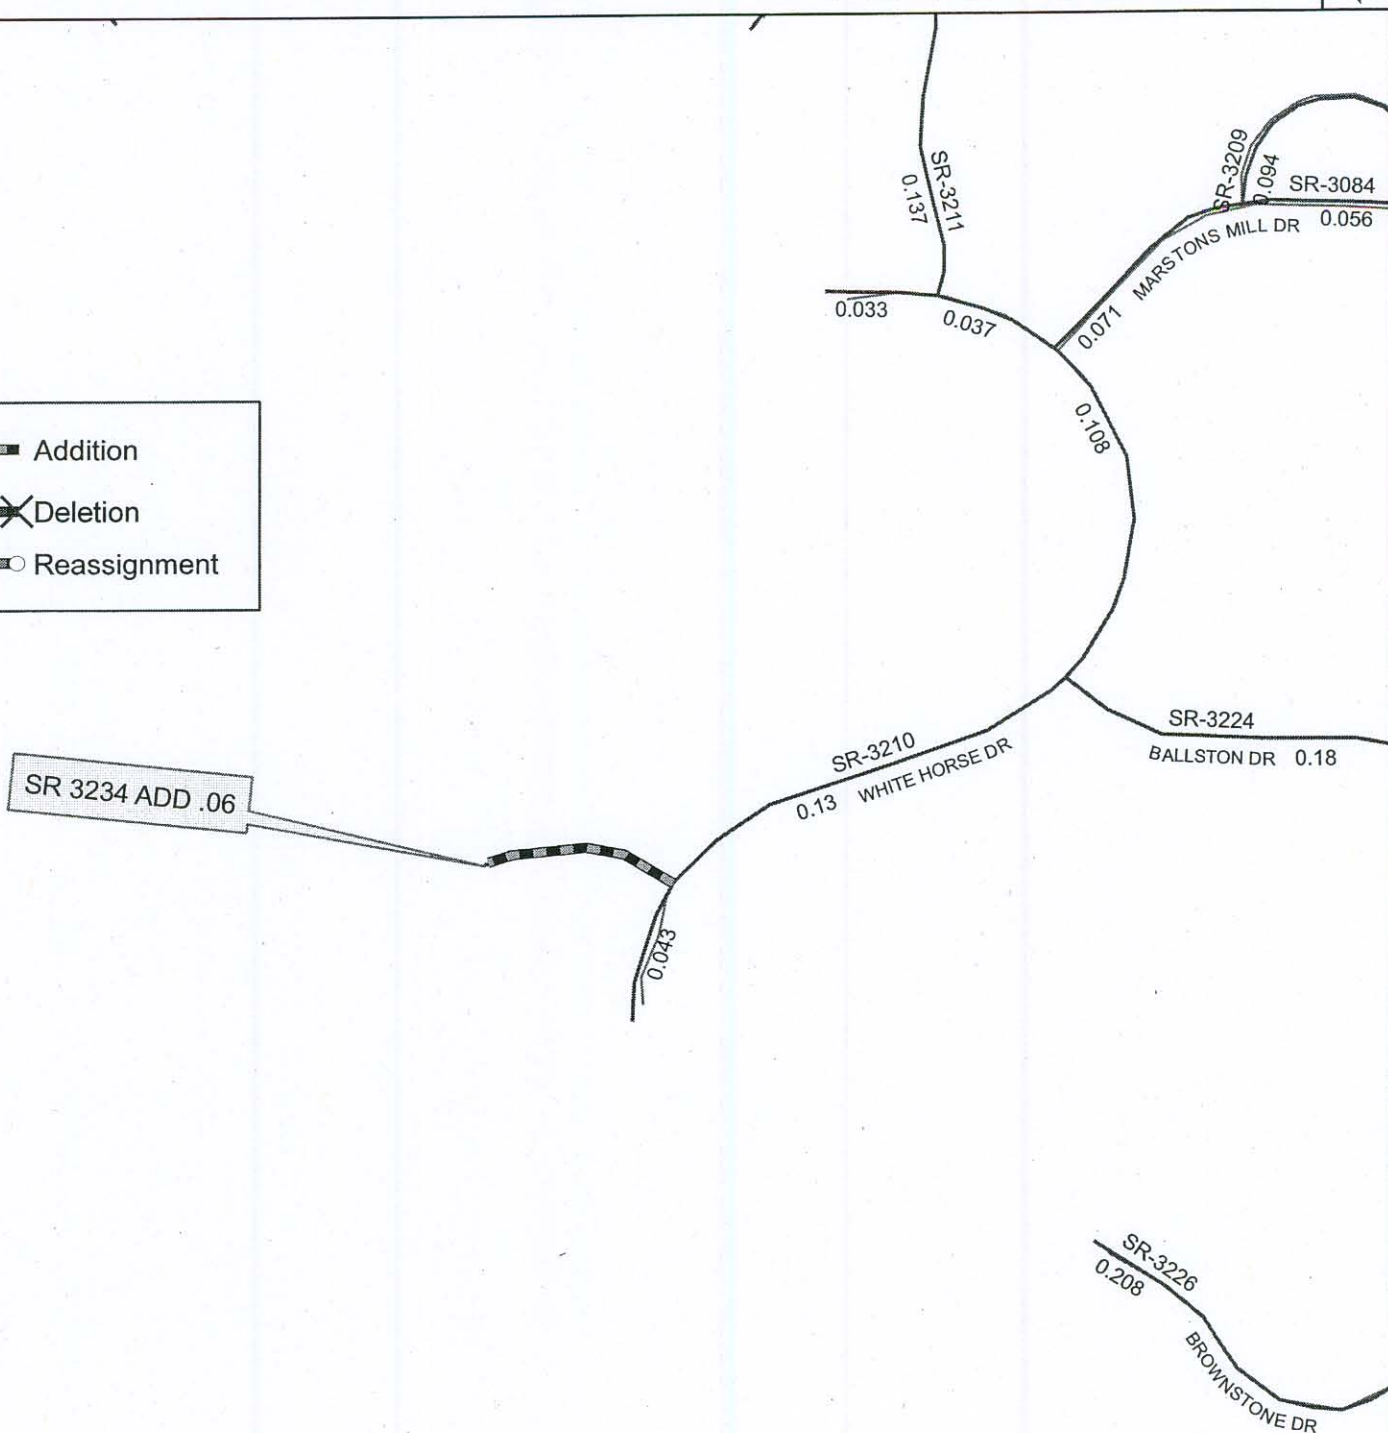 SR-3211
0.137
SR-3209
0.094
SR-3084
0.056
MARSTONS MILL DR
0.071
0.033
0.037
0.108
Addition
Deletion
Reassignment
SR-3224
BALLSTON DR 0.18
SR-3210
0.13 WHITE HORSE DR
SR 3234 ADD .06
0.043
SR-3226
0.208
BROWNSTONE DR